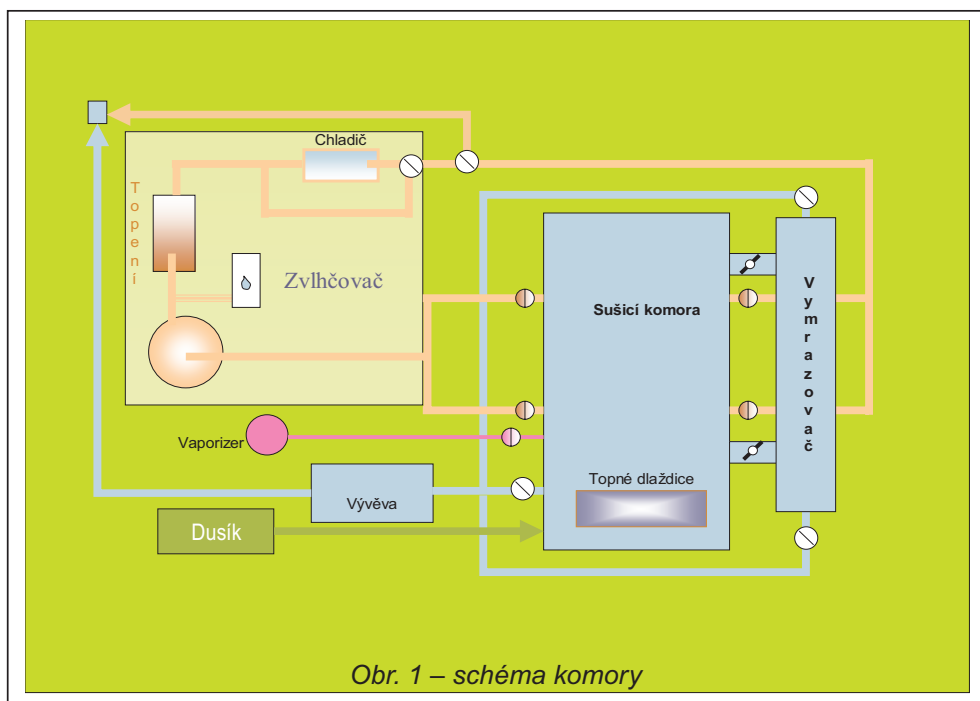 Chladič
Topení
Zvlhčovač
Sušicí komora
Vymrazovač
Vaporizer
Topné dlaždice
Vývěva
Dusík
Obr. 1 – schéma komory